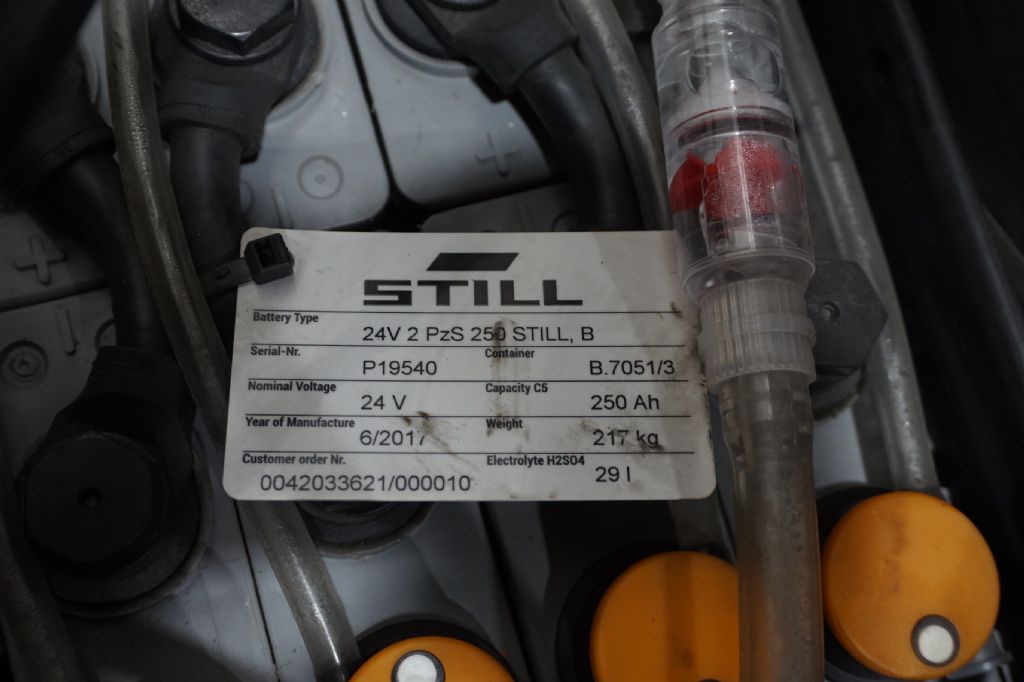 STILL
Battery Type
24V 2 PzS 250 STILL, B
Serial-Nr.
P19540
Container
B.7051/3
Nominal Voltage
24 V
Capacity C5
250 Ah
Year of Manufacture
6/2017
Weight
217 kg
Customer order Nr.
0042033621/000010
Electrolyte H2SO4
29 l